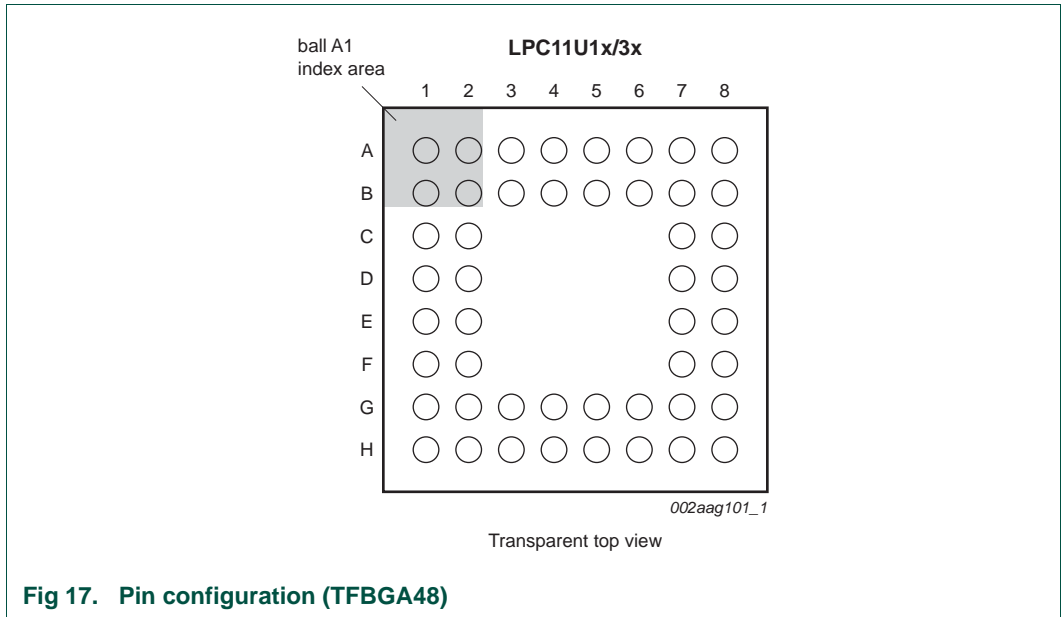 ball A1
index area
LPC11U1x/3x
1 2 3 4 5 6 7 8
A
B
C
D
E
F
G
H
002aag101_1
Transparent top view
Fig 17. Pin configuration (TFBGA48)